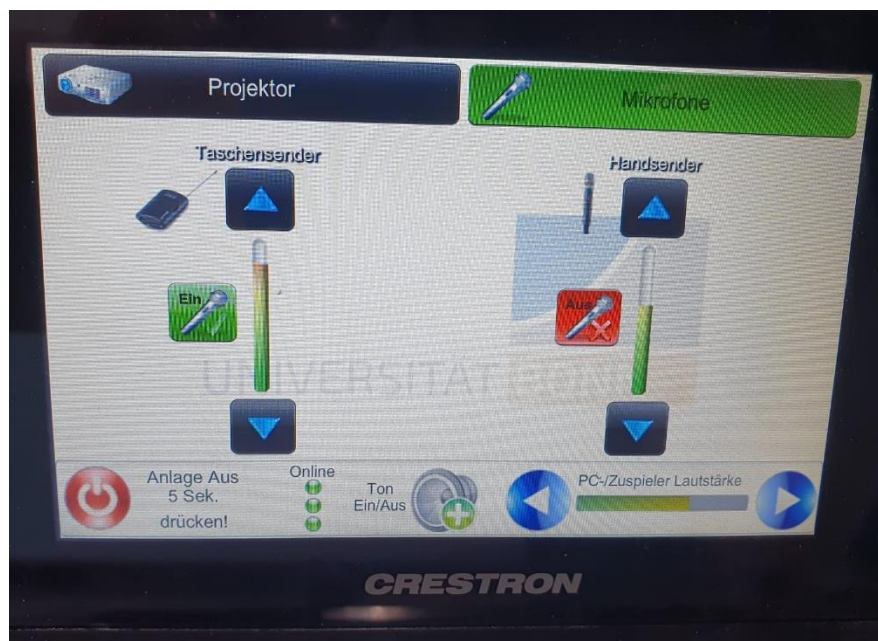 Projektor
Mikrofone
Taschensender
Handsender
Ein
Aus
UNIVERSITÄT BONN
Anlage Aus
5 Sek.
drücken!
Online
Ton
Ein/Aus
PC-/Zuspieler Lautstärke
CRESTRON